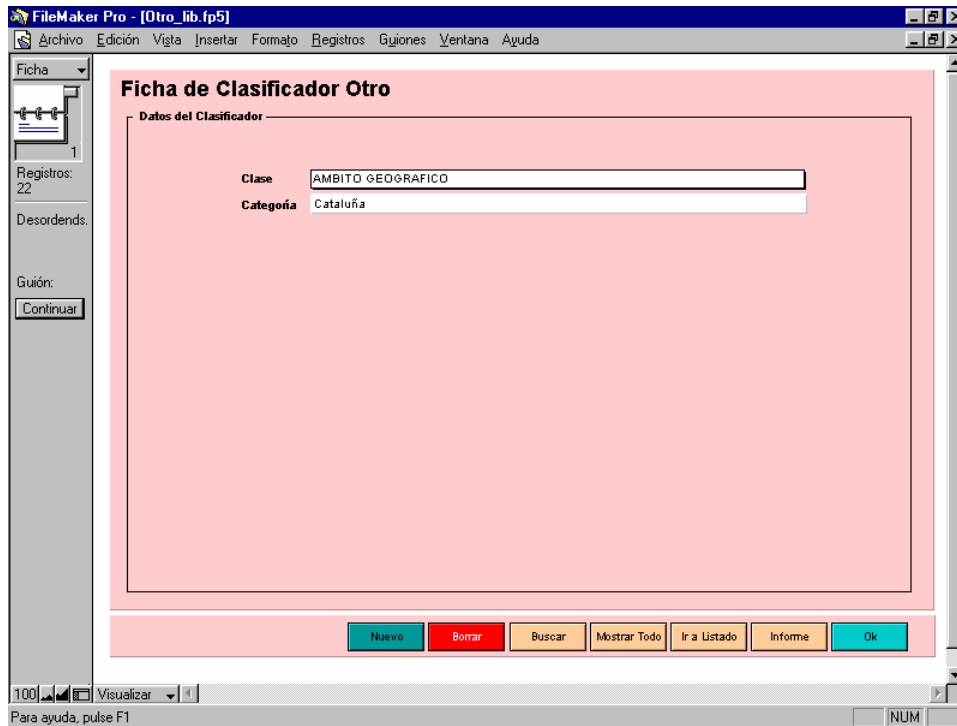 FileMaker Pro - [Otro_lib.fp5]
Archivo Edición Vista Insertar Formato Registros Guiones Ventana Ayuda
Ficha
1
Registros:
22
Desordends.
Guión:
Continuar
Ficha de Clasificador Otro
Datos del Clasificador
Clase AMBITO GEOGRAFICO
Categoría Cataluña
Nuevo Borrar Buscar Mostrar Todo Ir a Listado Informe Ok
100 Visualizar
Para ayuda, pulse F1 NUM